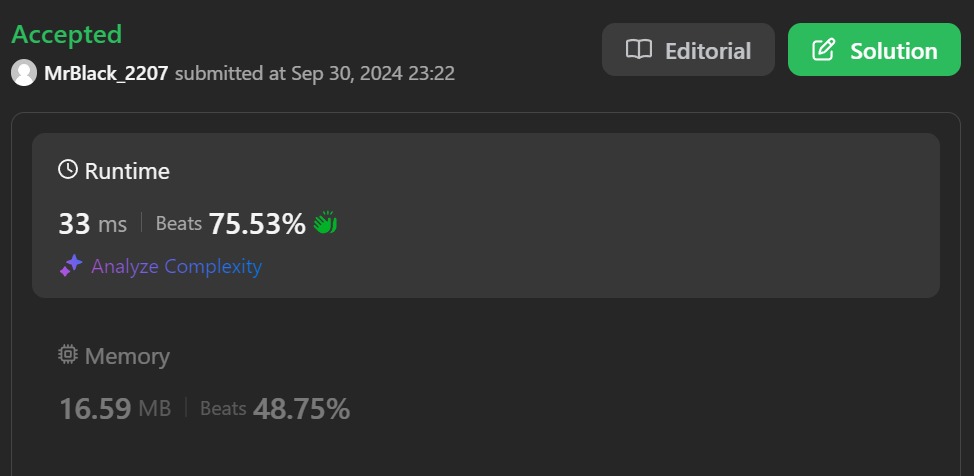 Accepted
Editorial
Solution
MrBlack_2207 submitted at Sep 30, 2024 23:22
Runtime
33 ms | Beats 75.53%
Analyze Complexity
Memory
16.59 MB | Beats 48.75%